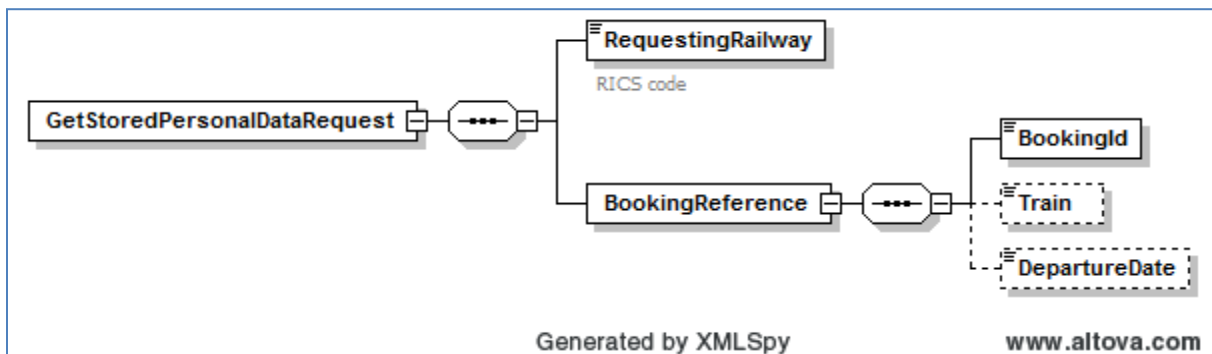 RequestingRailway
RICS code
GetStoredPersonalDataRequest
BookingId
BookingReference
Train
DepartureDate
Generated by XMLSpy
www.altova.com